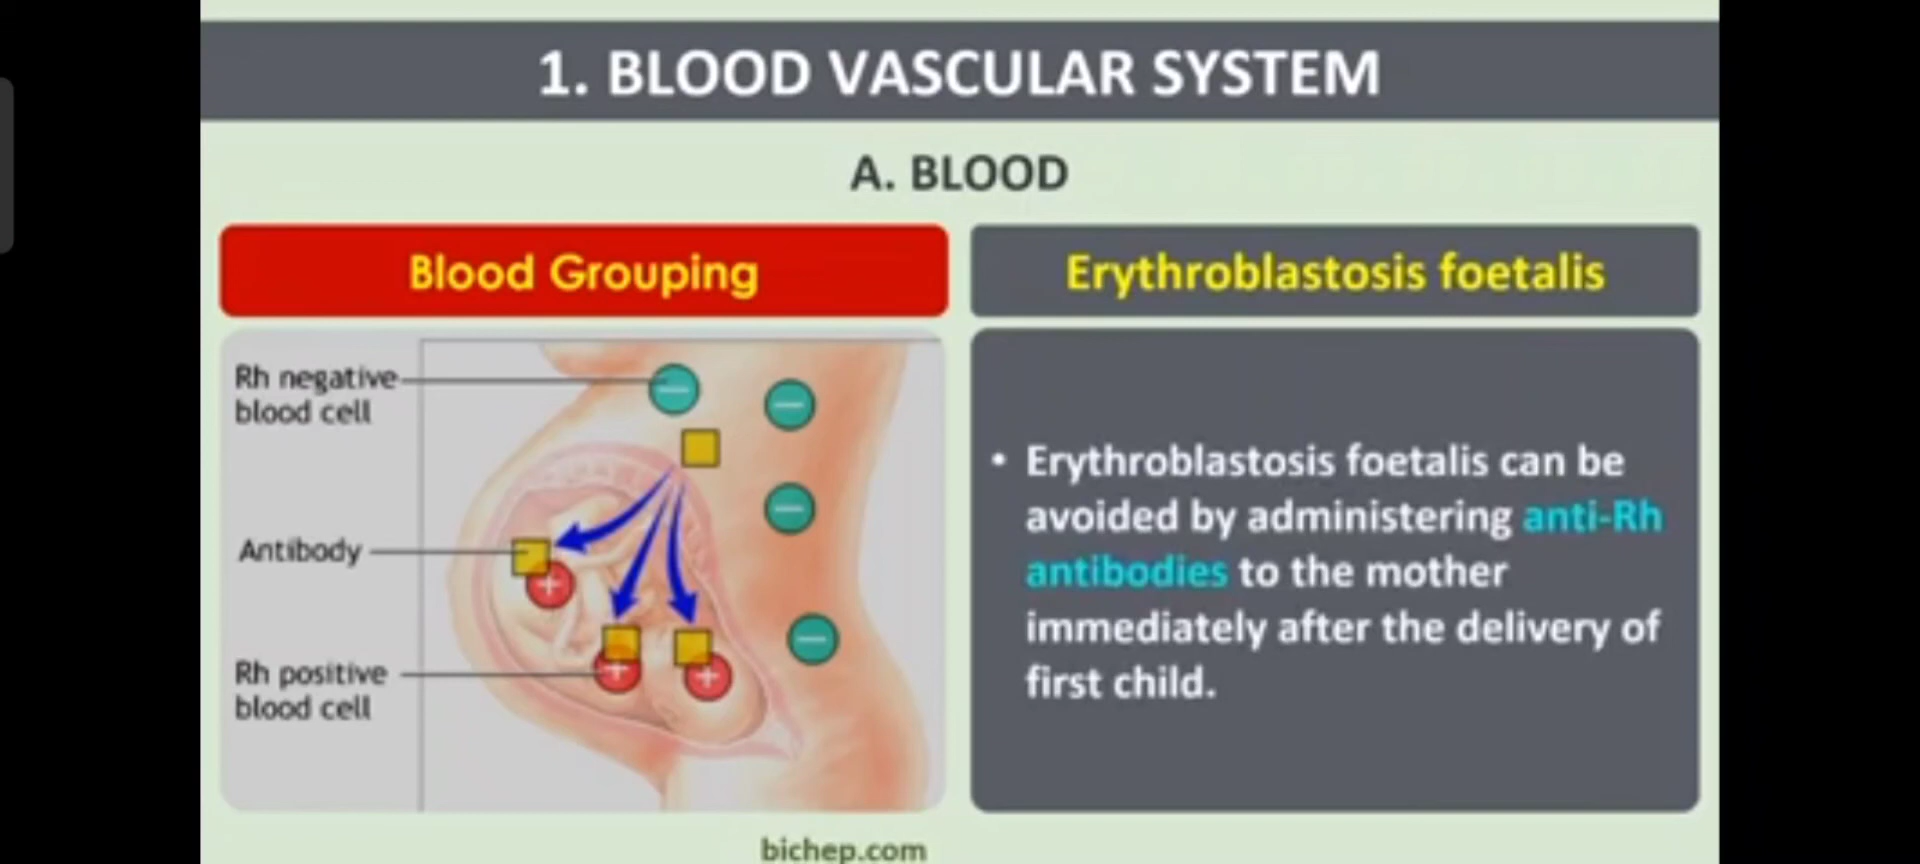 1. BLOOD VASCULAR SYSTEM
A. BLOOD
Blood Grouping
Rh negative
blood cell
Antibody
Rh positive
blood cell
Erythroblastosis foetalis
• Erythroblastosis foetalis can be
avoided by administering anti-Rh
antibodies to the mother
immediately after the delivery of
first child.
bichep.com